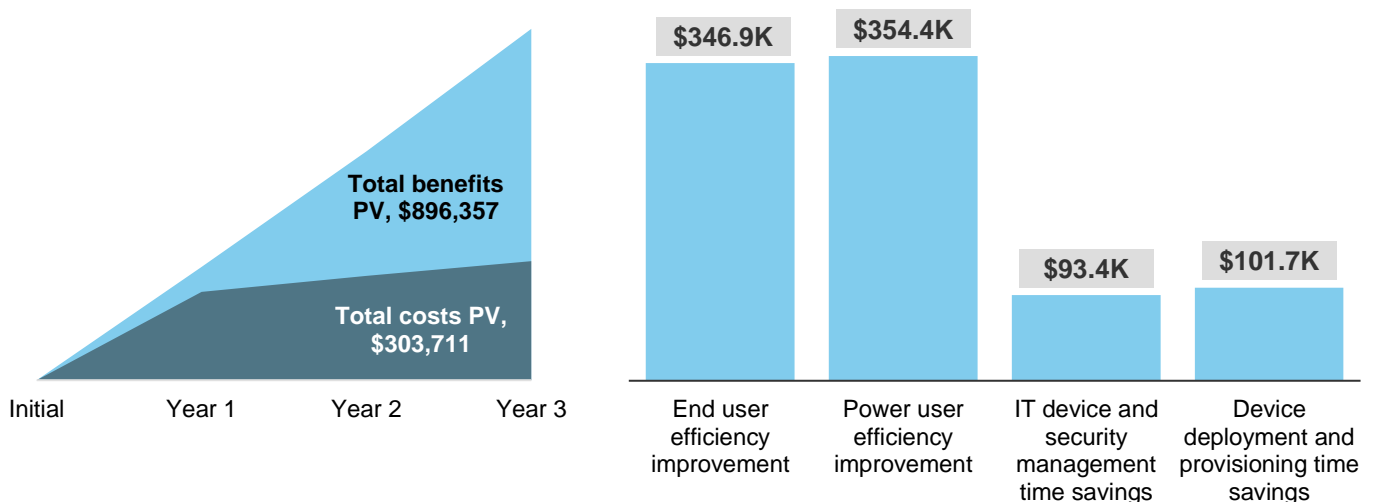 Total benefits
PV, $896,357
Total costs PV,
$303,711
Initial
Year 1
Year 2
Year 3
$346.9K
$354.4K
$93.4K
$101.7K
End user
efficiency
improvement
Power user
efficiency
improvement
IT device and
security
management
time savings
Device
deployment and
provisioning time
savings